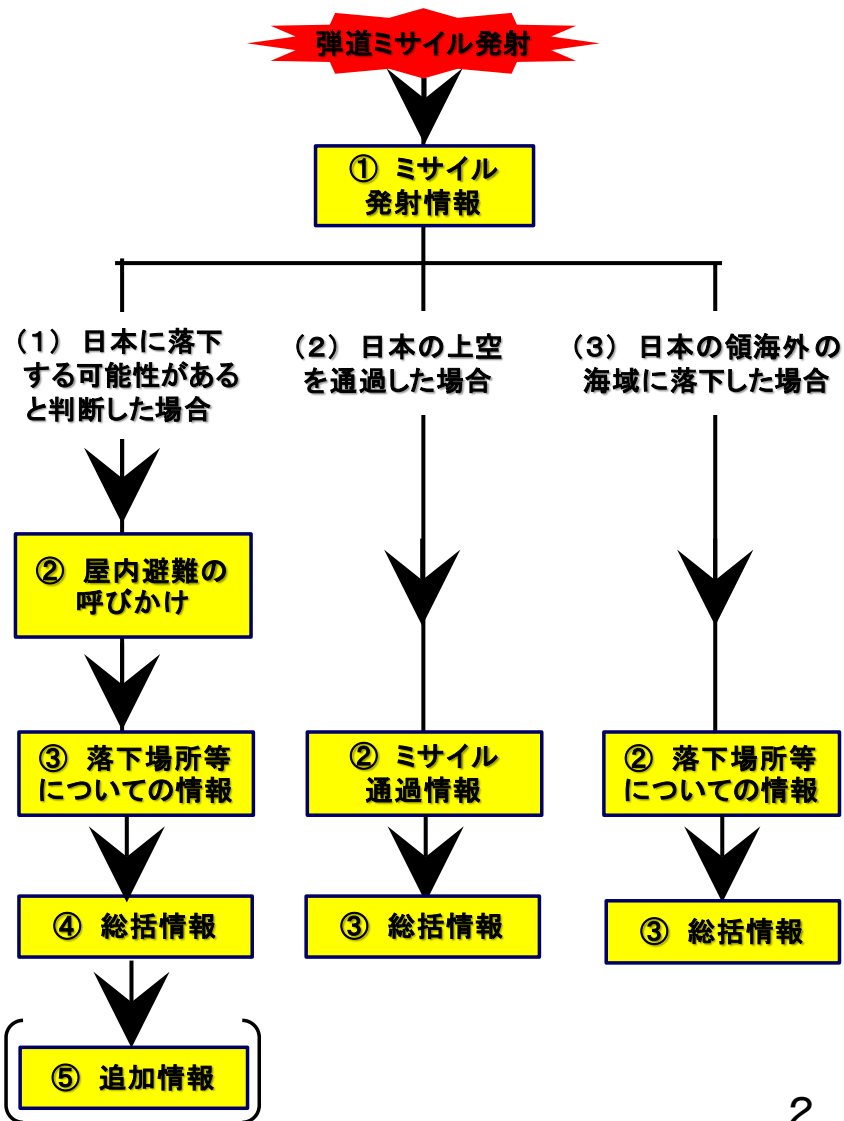 弾道ミサイル発射
① ミサイル
発射情報
(1) 日本に落下
する可能性がある
と判断した場合
(2) 日本の上空
を通過した場合
(3) 日本の領海外の
海域に落下した場合
② 屋内避難の
呼びかけ
③ 落下場所等
についての情報
④ 総括情報
⑤ 追加情報
② ミサイル
通過情報
③ 総括情報
② 落下場所等
についての情報
③ 総括情報
2